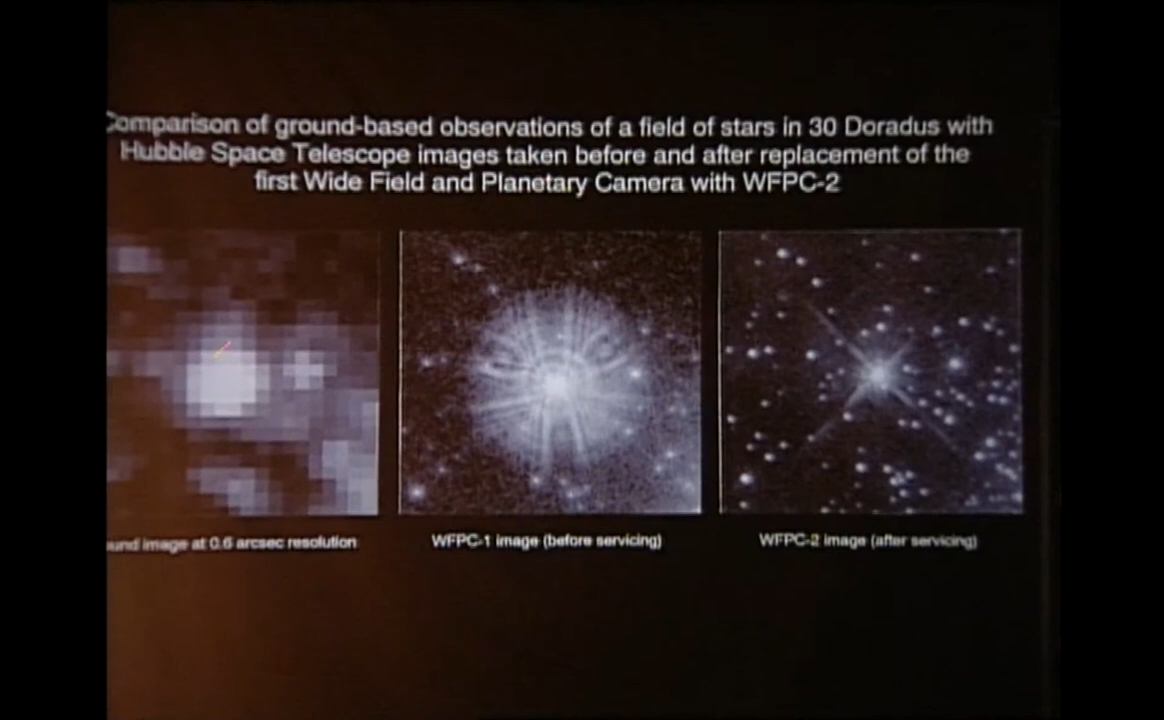 Comparison of ground-based observations of a field of stars in 30 Doradus with
Hubble Space Telescope images taken before and after replacement of the
first Wide Field and Planetary Camera with WFPC-2
image at 0.6 arcsec resolution
WFPC-1 image (before servicing)
WFPC-2 image (after servicing)